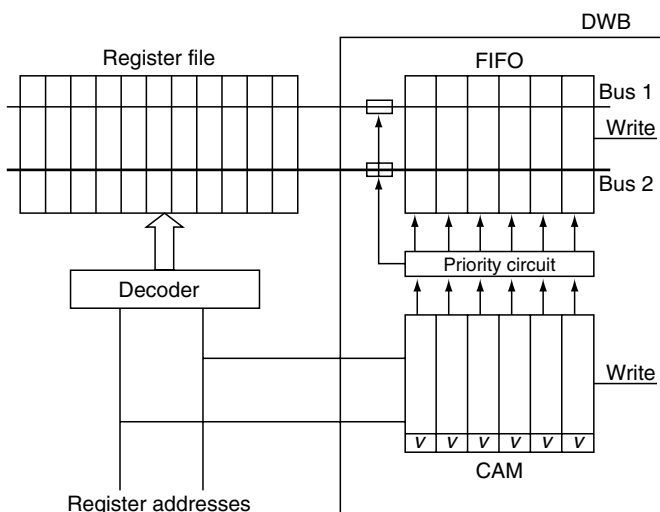 DWB
Register file
FIFO
Bus 1
Write
Bus 2
Priority circuit
Decoder
Write
v v v v v v
CAM
Register addresses